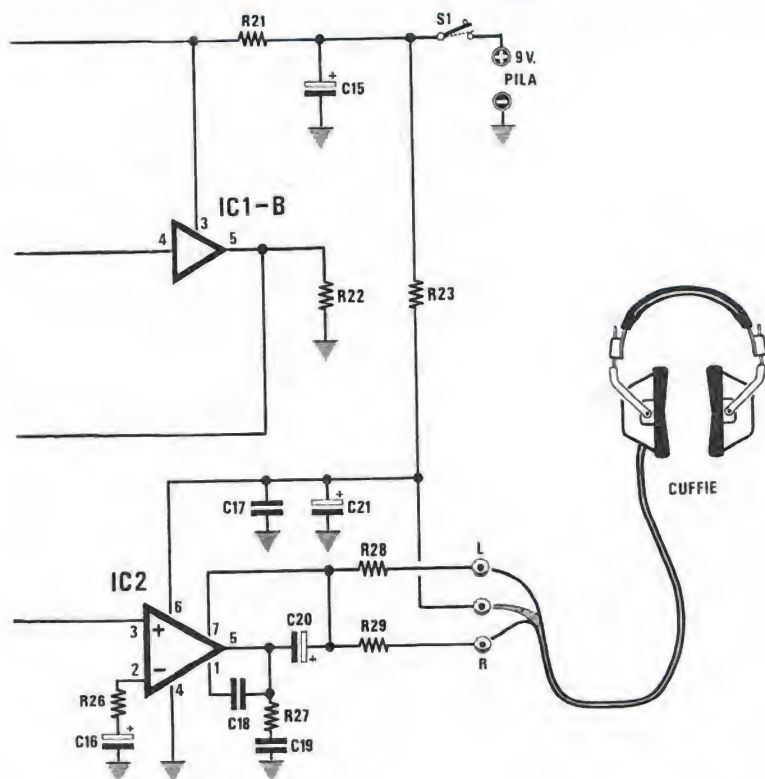 R21
S1
9V.
PILA
+
C15
IC1-B
3
4
5
R22
R23
CUFFIE
C17
+
C21
R28
L
IC2
6
7
3
+
5
C20
+
R29
R
2
-
1
4
R26
C18
R27
C16
+
C19